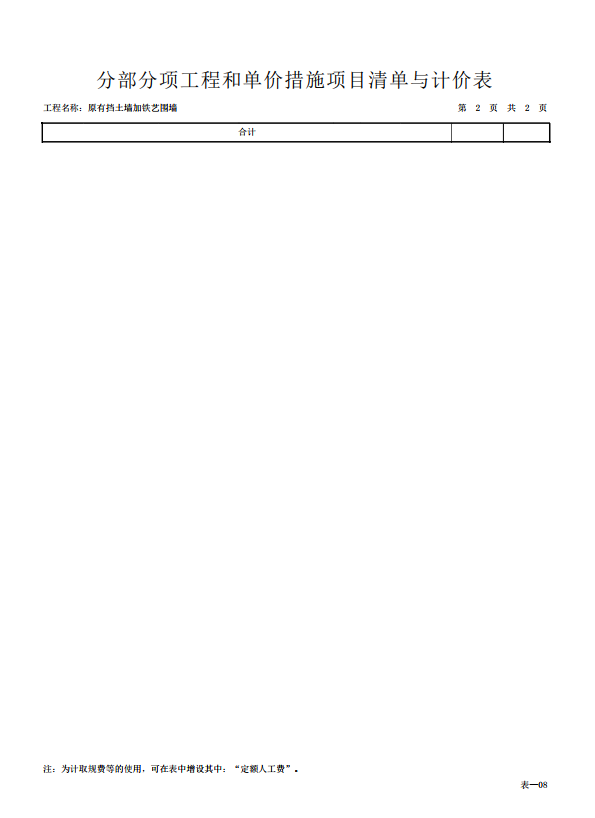 分部分项工程和单价措施项目清单与计价表
工程名称：原有挡土墙加铁艺围墙 第 2 页 共 2 页
合计
注：为计取规费等的使用，可在表中增设其中：“定额人工费”。
表—08